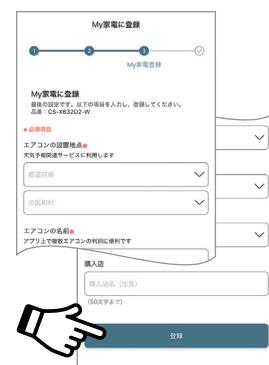 My家電に登録
1
2
3
My家電登録
My家電に登録
最後の設定です。以下の項目を入力し、登録してください。
品番：CS-X632D2-W
※必須項目
エアコンの設置地点※
天気予報関連サービスに利用します
都道府県
市区町村
エアコンの名前※
アプリ上で複数エアコンの判別に便利です
購入店
購入店名（任意）
(50文字まで)
登録